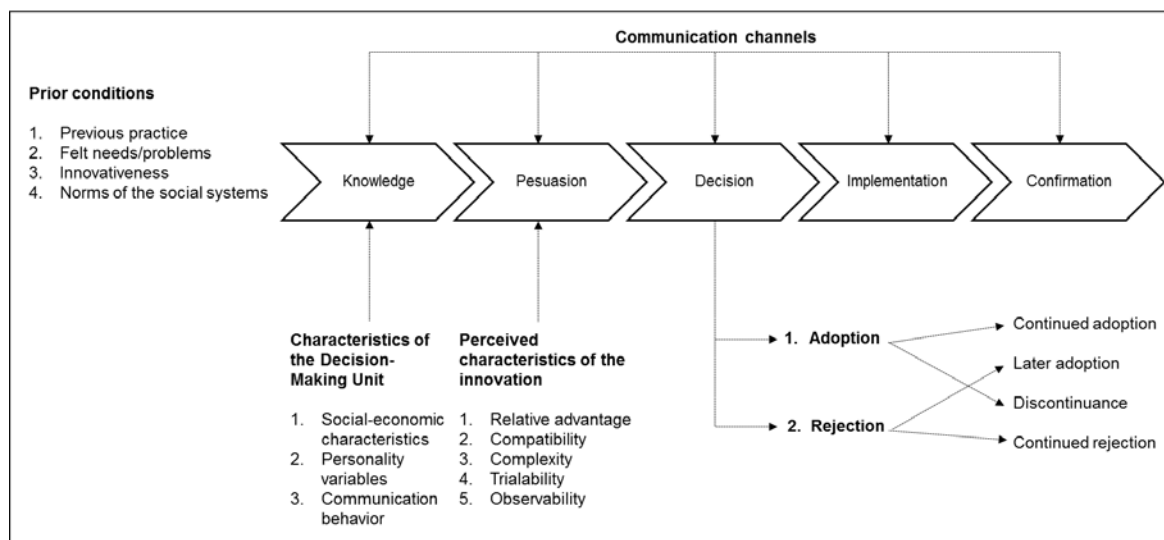 Communication channels
Prior conditions
1. Previous practice
2. Felt needs/problems
3. Innovativeness
4. Norms of the social systems
Knowledge
Pesuasion
Decision
Implementation
Confirmation
Characteristics of
the Decision-
Making Unit
1. Social-economic
characteristics
2. Personality
variables
3. Communication
behavior
Perceived
characteristics of the
innovation
1. Relative advantage
2. Compatibility
3. Complexity
4. Trialability
5. Observability
1. Adoption
2. Rejection
Continued adoption
Later adoption
Discontinuance
Continued rejection